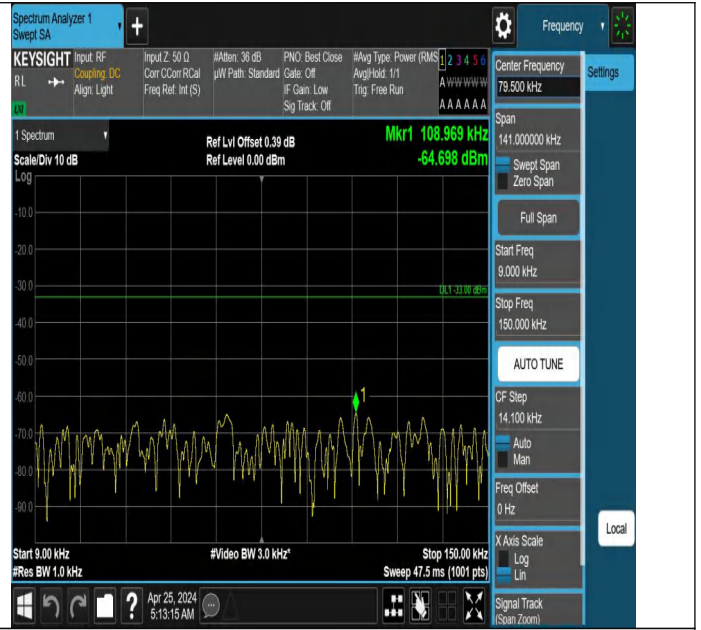 Spectrum Analyzer 1
Swept SA
Frequency
KEYSIGHT
RL
Input: RF
Coupling: DC
Align: Light
Input Z: 50 Ω
Corr CCorr RCal
Freq Ref: Int (S)
#Atten: 36 dB
µW Path: Standard
PNO: Best Close
Gate: Off
IF Gain: Low
Sig Track: Off
#Avg Type: Power (RMS
Avg|Hold: 1/1
Trig: Free Run
1 2 3 4 5 6
A W W W W W
A A A A A A
LXI
1 Spectrum
Scale/Div 10 dB
Log
Ref Lvl Offset 0.39 dB
Ref Level 0.00 dBm
Mkr1 108.969 kHz
-64.698 dBm
-10.0
-20.0
-30.0
DL1 -33.00 dBm
-40.0
-50.0
-60.0
1
-70.0
-80.0
-90.0
Start 9.00 kHz
#Res BW 1.0 kHz
#Video BW 3.0 kHz*
Stop 150.00 kHz
Sweep 47.5 ms (1001 pts)
Apr 25, 2024
5:13:15 AM
Center Frequency
79.500 kHz
Settings
Span
141.000000 kHz
Swept Span
Zero Span
Full Span
Start Freq
9.000 kHz
Stop Freq
150.000 kHz
AUTO TUNE
CF Step
14.100 kHz
Auto
Man
Freq Offset
0 Hz
X Axis Scale
Log
Lin
Local
Signal Track
(Span Zoom)